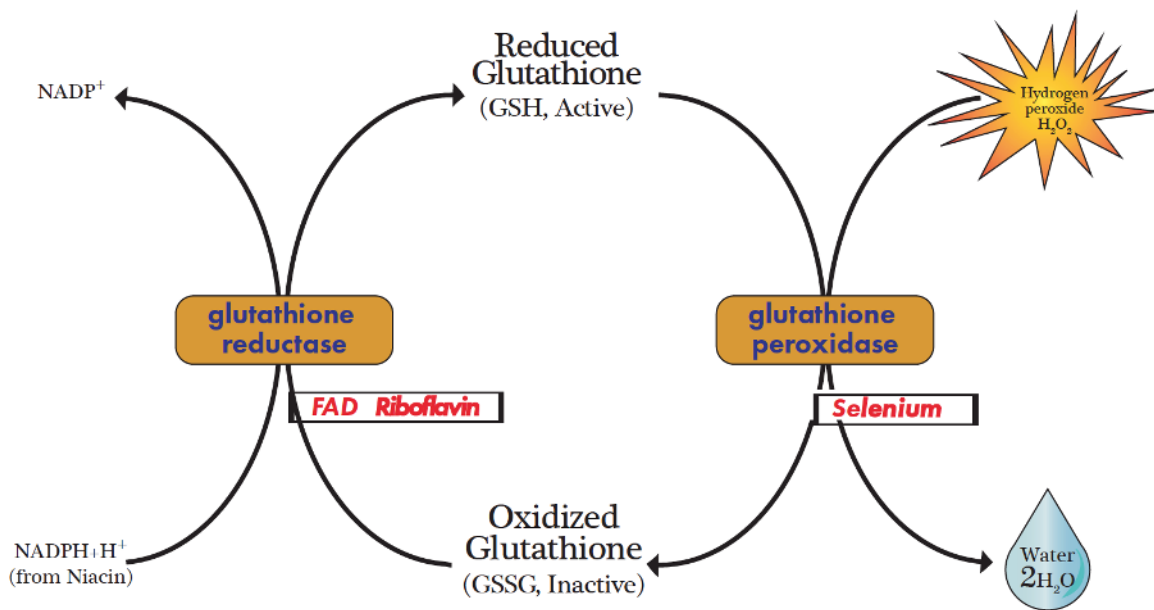 Reduced
Glutathione
(GSH, Active)
NADP⁺
Hydrogen
peroxide
H₂O₂
glutathione
reductase
glutathione
peroxidase
FAD Riboflavin
Selenium
Oxidized
Glutathione
(GSSG, Inactive)
NADPH+H⁺
(from Niacin)
Water
2H₂O